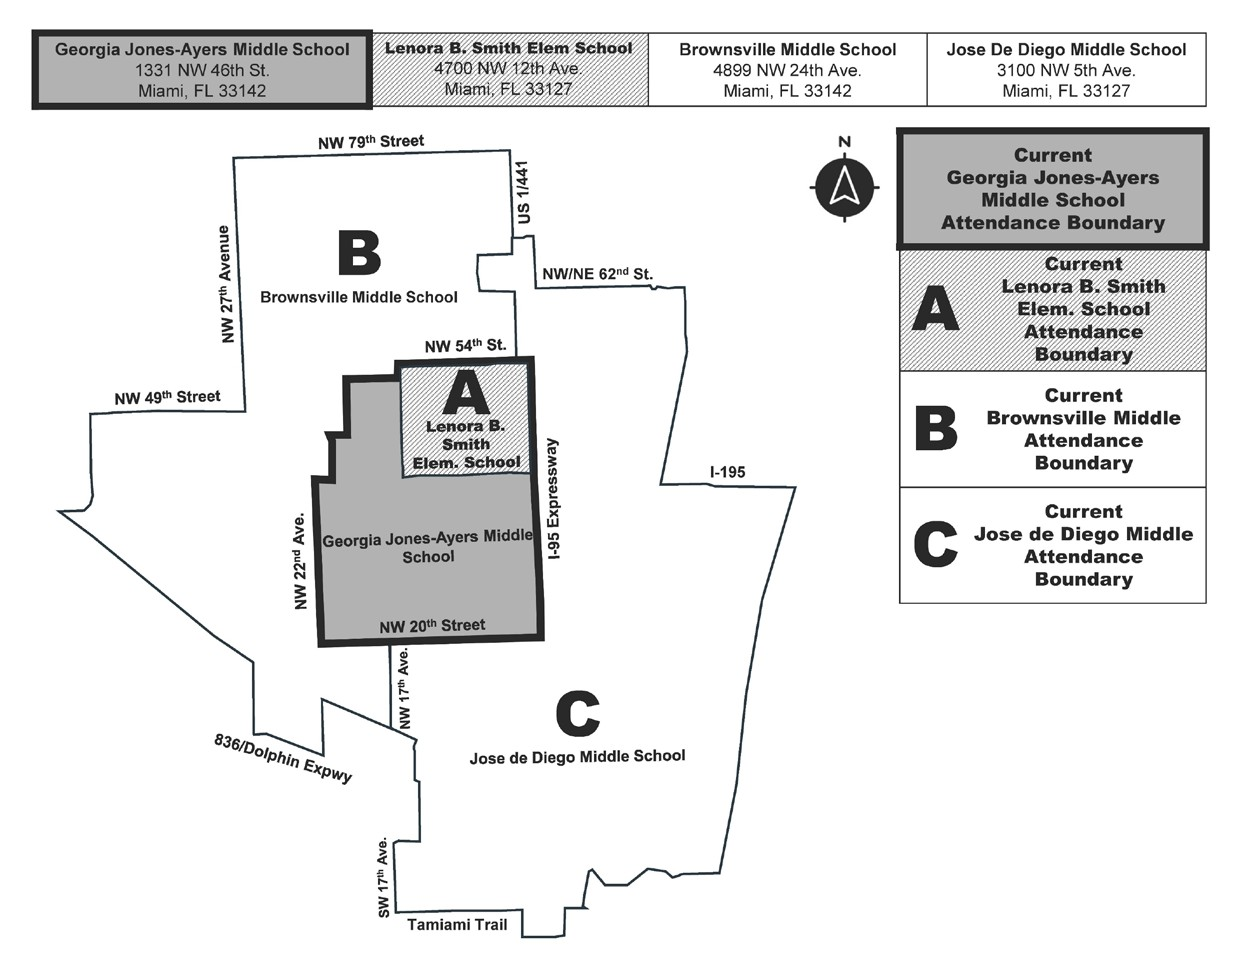 Georgia Jones-Ayers Middle School
1331 NW 46th St.
Miami, FL 33142
Lenora B. Smith Elem School
4700 NW 12th Ave.
Miami, FL 33127
Brownsville Middle School
4899 NW 24th Ave.
Miami, FL 33142
Jose De Diego Middle School
3100 NW 5th Ave.
Miami, FL 33127
NW 79th Street
US 1/441
NW 27th Avenue
B
Brownsville Middle School
NW/NE 62nd St.
NW 54th St.
NW 49th Street
A
Lenora B.
Smith
Elem. School
I-95 Expressway
I-195
NW 22nd Ave.
Georgia Jones-Ayers Middle
School
NW 20th Street
NW 17th Ave.
C
Jose de Diego Middle School
836/Dolphin Expwy
SW 17th Ave.
Tamiami Trail
N
Current
Georgia Jones-Ayers
Middle School
Attendance Boundary
A
Current
Lenora B. Smith
Elem. School
Attendance
Boundary
B
Current
Brownsville Middle
Attendance
Boundary
C
Current
Jose de Diego Middle
Attendance
Boundary